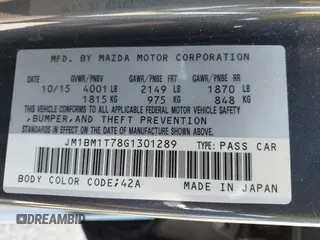 MFD. BY MAZDA MOTOR CORPORATION
GVWR/PNBV GAWR/PNBE FRT GAWR/PNBE RR
10/15 4001 LB 2149 LB 1870 LB
1815 KG 975 KG 848 KG
THIS VEHICLE CONFORMS TO ALL APPLICABLE
FEDERAL MOTOR VEHICLE SAFETY
,BUMPER,AND THEFT PREVENTION
STANDARDS IN EFFECT ON THE DATE OF
MANUFACTURE SHOWN ABOVE.
JM1BM1T78G1301289 TYPE: PASS CAR
BODY COLOR CODE;42A MADE IN JAPAN
DREAMBID